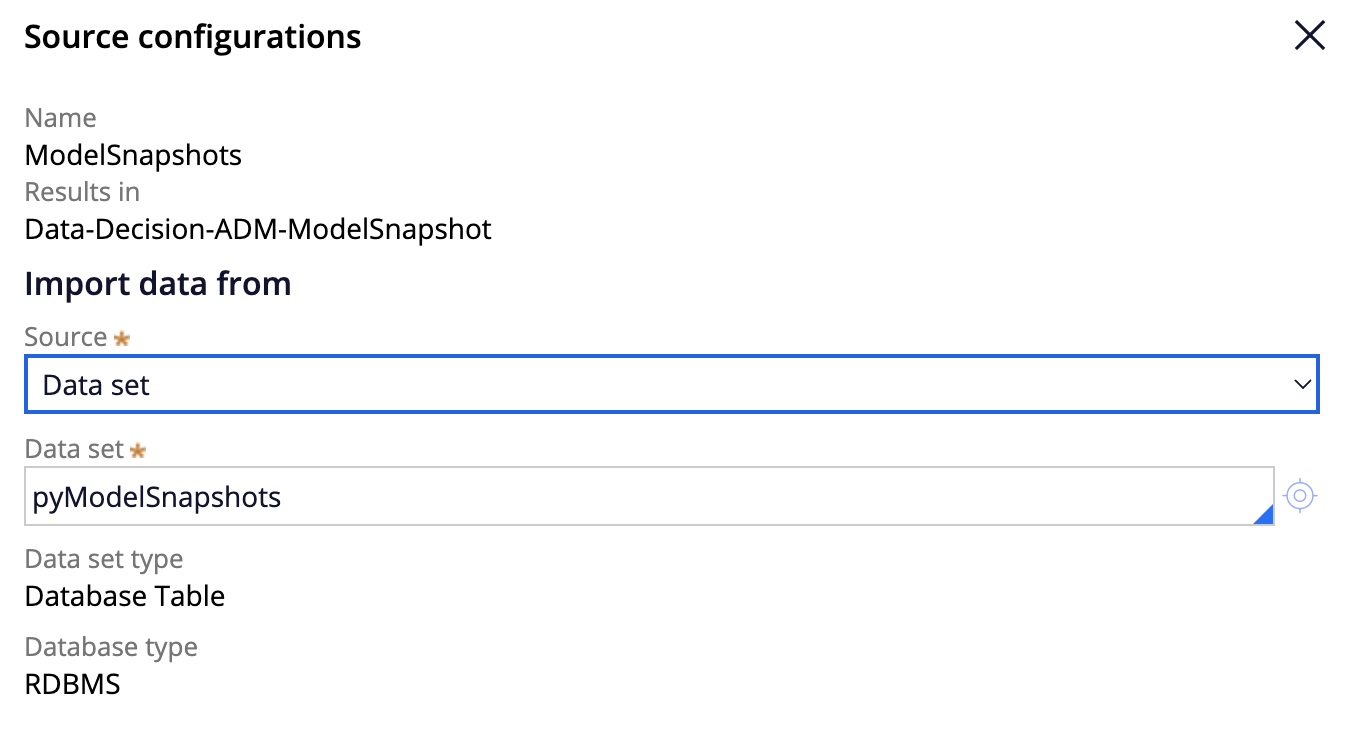 Source configurations
Name
ModelSnapshots
Results in
Data-Decision-ADM-ModelSnapshot
Import data from
Source *
Data set
Data set *
pyModelSnapshots
Data set type
Database Table
Database type
RDBMS